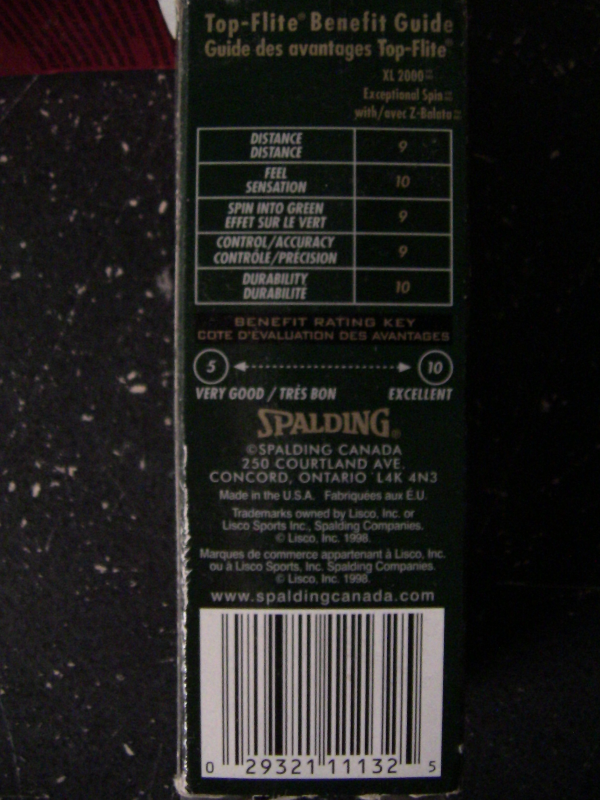 Top-Flite® Benefit Guide
Guide des avantages Top-Flite®
XL 2000™
Exceptional Spin
with/avec Z-Balata
DISTANCE
DISTANCE
9
FEEL
SENSATION
10
SPIN INTO GREEN
EFFET SUR LE VERT
9
CONTROL/ACCURACY
CONTRÔLE/PRÉCISION
9
DURABILITY
DURABILITÉ
10
BENEFIT RATING KEY
COTE D'ÉVALUATION DES AVANTAGES
5 10
VERY GOOD / TRÈS BON EXCELLENT
SPALDING®
©SPALDING CANADA
250 COURTLAND AVE.
CONCORD, ONTARIO L4K 4N3
Made in the U.S.A. Fabriquées aux É.U.
Trademarks owned by Lisco, Inc. or
Lisco Sports Inc., Spalding Companies.
© Lisco, Inc. 1998.
Marques de commerce appartenant à Lisco, Inc.
ou à Lisco Sports, Inc. Spalding Companies.
© Lisco, Inc. 1998.
www.spaldingcanada.com
0 29321 11132 5